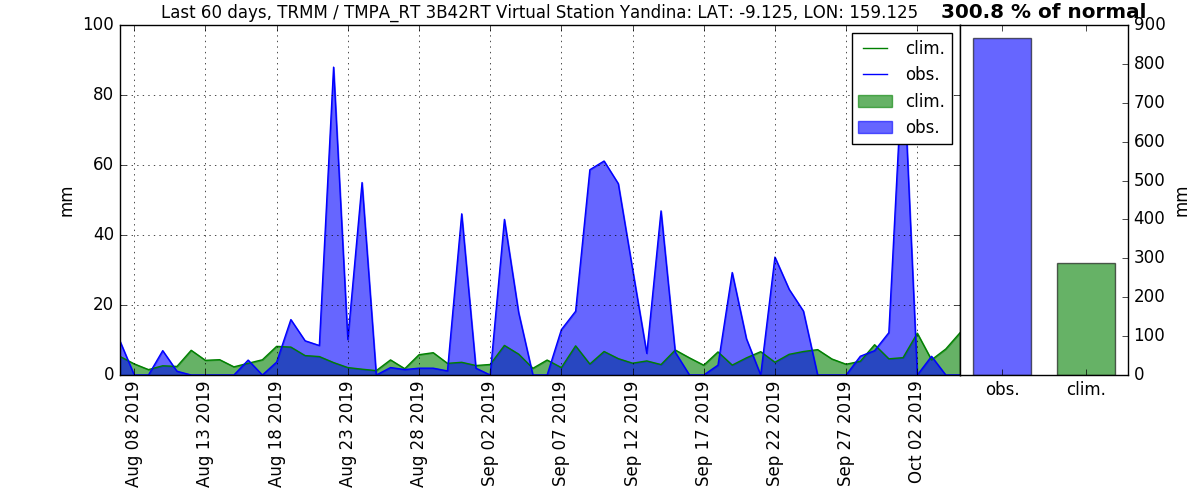 Last 60 days, TRMM / TMPA_RT 3B42RT Virtual Station Yandina: LAT: -9.125, LON: 159.125
300.8 % of normal
100
80
60
40
20
0
mm
clim.
obs.
clim.
obs.
900
800
700
600
500
400
300
200
100
0
mm
Aug 08 2019
Aug 13 2019
Aug 18 2019
Aug 23 2019
Aug 28 2019
Sep 02 2019
Sep 07 2019
Sep 12 2019
Sep 17 2019
Sep 22 2019
Sep 27 2019
Oct 02 2019
obs.
clim.